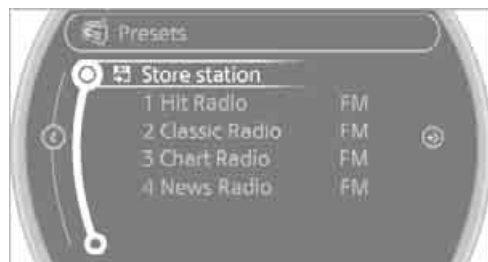 Presets
Store station
1 Hit Radio FM
2 Classic Radio FM
3 Chart Radio FM
4 News Radio FM